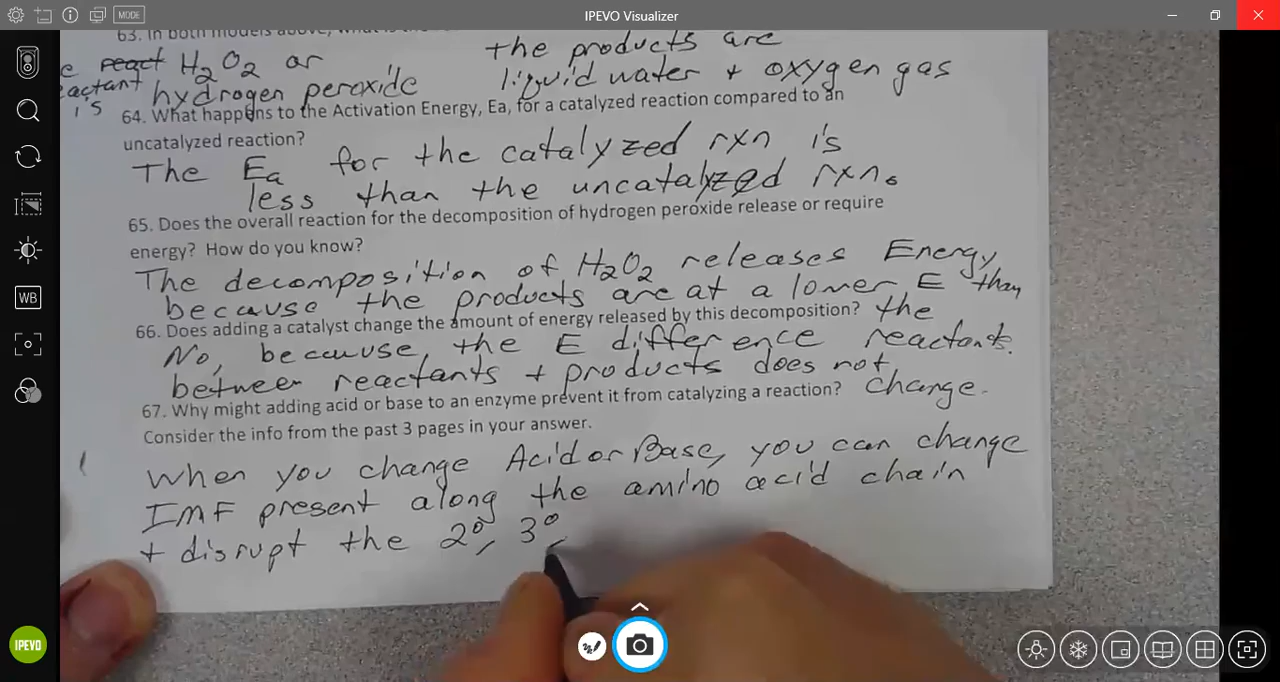 IPEVO Visualizer
MODE
63. In both models above, what is the
the products are
react H2O2 or
liquid water + oxygen gas
actant hydrogen peroxide
i's
64. What happens to the Activation Energy, Ea, for a catalyzed reaction compared to an
uncatalyzed reaction?
The Ea for the catalyzed rxn is
less than the uncatalyzed rxn.
65. Does the overall reaction for the decomposition of hydrogen peroxide release or require
energy? How do you know?
The decomposition of H2O2 releases Energy
because the products are at a lower E than
66. Does adding a catalyst change the amount of energy released by this decomposition? the
No, because, the E difference reactants.
between reactants + products does not
67. Why might adding acid or base to an enzyme prevent it from catalyzing a reaction? change.
Consider the info from the past 3 pages in your answer.
When you change Acid or Base, you can change
IMF present along the amino acid chain
+ disrupt the 2°, 3°,
WB
IPEVO